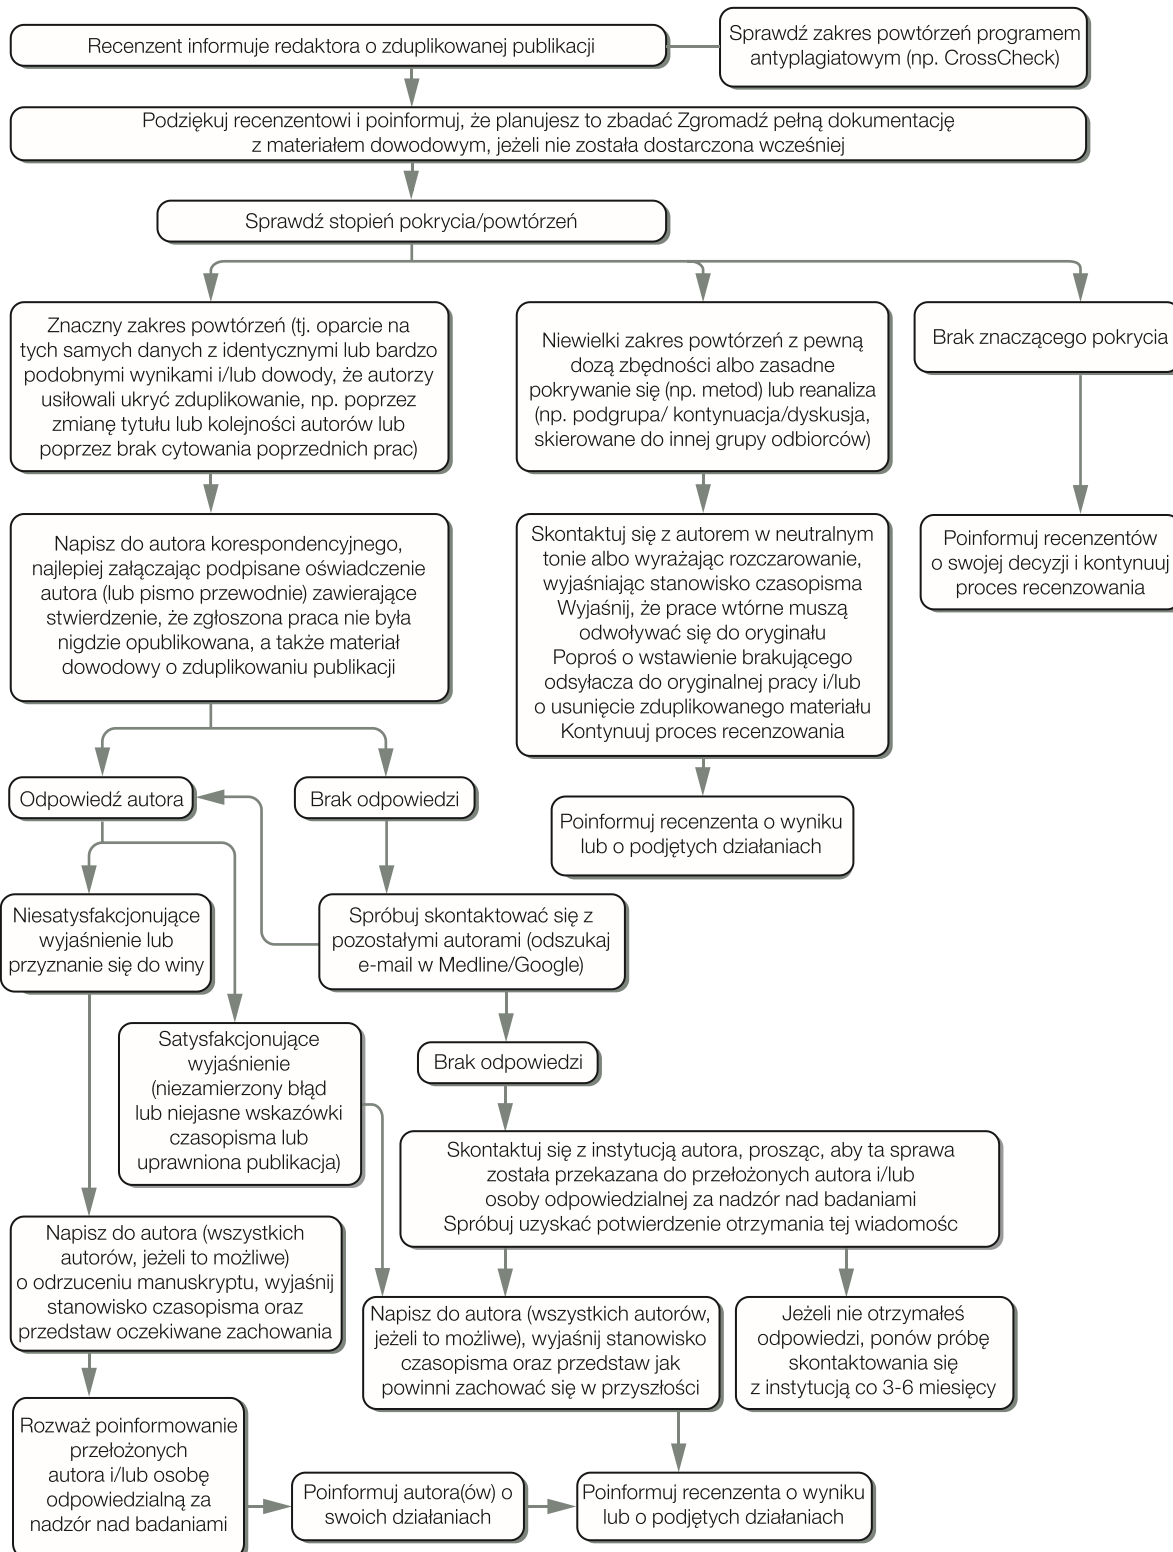 Recenzent informuje redaktora o zduplikowanej publikacji
Sprawdź zakres powtórzeń programem
antyplagiatowym (np. CrossCheck)
Podziękuj recenzentowi i poinformuj, że planujesz to zbadać Zgromadź pełną dokumentację
z materiałem dowodowym, jeżeli nie została dostarczona wcześniej
Sprawdź stopień pokrycia/powtórzeń
Znaczny zakres powtórzeń (tj. oparcie na
tych samych danych z identycznymi lub bardzo
podobnymi wynikami i/lub dowody, że autorzy
usiłowali ukryć zduplikowanie, np. poprzez
zmianę tytułu lub kolejności autorów lub
poprzez brak cytowania poprzednich prac)
Niewielki zakres powtórzeń z pewną
dozą zbędności albo zasadne
pokrywanie się (np. metod) lub reanaliza
(np. podgrupa/ kontynuacja/dyskusja,
skierowane do innej grupy odbiorców)
Brak znaczącego pokrycia
Napisz do autora korespondencyjnego,
najlepiej załączając podpisane oświadczenie
autora (lub pismo przewodnie) zawierające
stwierdzenie, że zgłoszona praca nie była
nigdzie opublikowana, a także materiał
dowodowy o zduplikowaniu publikacji
Skontaktuj się z autorem w neutralnym
tonie albo wyrażając rozczarowanie,
wyjaśniając stanowisko czasopisma
Wyjaśnij, że prace wtórne muszą
odwoływać się do oryginału
Poproś o wstawienie brakującego
odsyłacza do oryginalnej pracy i/lub
o usunięcie zduplikowanego materiału
Kontynuuj proces recenzowania
Poinformuj recenzentów
o swojej decyzji i kontynuuj
proces recenzowania
Odpowiedź autora
Brak odpowiedzi
Poinformuj recenzenta o wyniku
lub o podjętych działaniach
Niesatysfakcjonujące
wyjaśnienie lub
przyznanie się do winy
Spróbuj skontaktować się z
pozostałymi autorami (odszukaj
e-mail w Medline/Google)
Satysfakcjonujące
wyjaśnienie
(niezamierzony błąd
lub niejasne wskazówki
czasopisma lub
uprawniona publikacja)
Brak odpowiedzi
Skontaktuj się z instytucją autora, prosząc, aby ta sprawa
została przekazana do przełożonych autora i/lub
osoby odpowiedzialnej za nadzór nad badaniami
Spróbuj uzyskać potwierdzenie otrzymania tej wiadomośc
Napisz do autora (wszystkich
autorów, jeżeli to możliwe)
o odrzuceniu manuskryptu, wyjaśnij
stanowisko czasopisma oraz
przedstaw oczekiwane zachowania
Napisz do autora (wszystkich autorów,
jeżeli to możliwe), wyjaśnij stanowisko
czasopisma oraz przedstaw jak
powinni zachować się w przyszłości
Jeżeli nie otrzymałeś
odpowiedzi, ponów próbę
skontaktowania się
z instytucją co 3-6 miesięcy
Rozważ poinformowanie
przełożonych
autora i/lub osobę
odpowiedzialną za
nadzór nad badaniami
Poinformuj autora(ów) o
swoich działaniach
Poinformuj recenzenta o wyniku
lub o podjętych działaniach